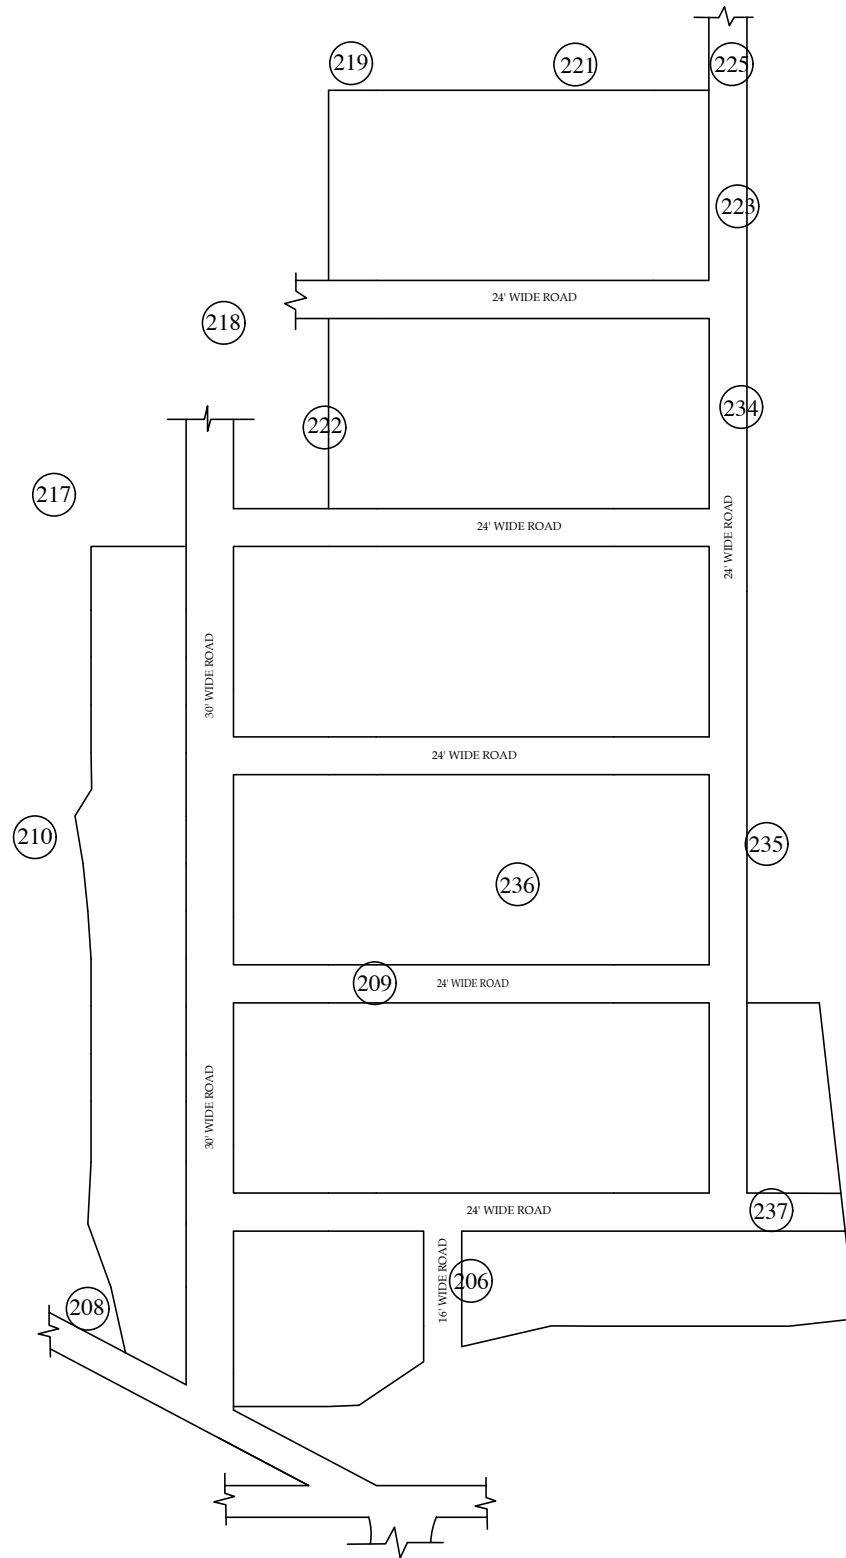 219
221
225
223
24' WIDE ROAD
218
234
222
217
24' WIDE ROAD
24' WIDE ROAD
30' WIDE ROAD
24' WIDE ROAD
210
235
236
209
24' WIDE ROAD
30' WIDE ROAD
24' WIDE ROAD
237
16' WIDE ROAD
206
208